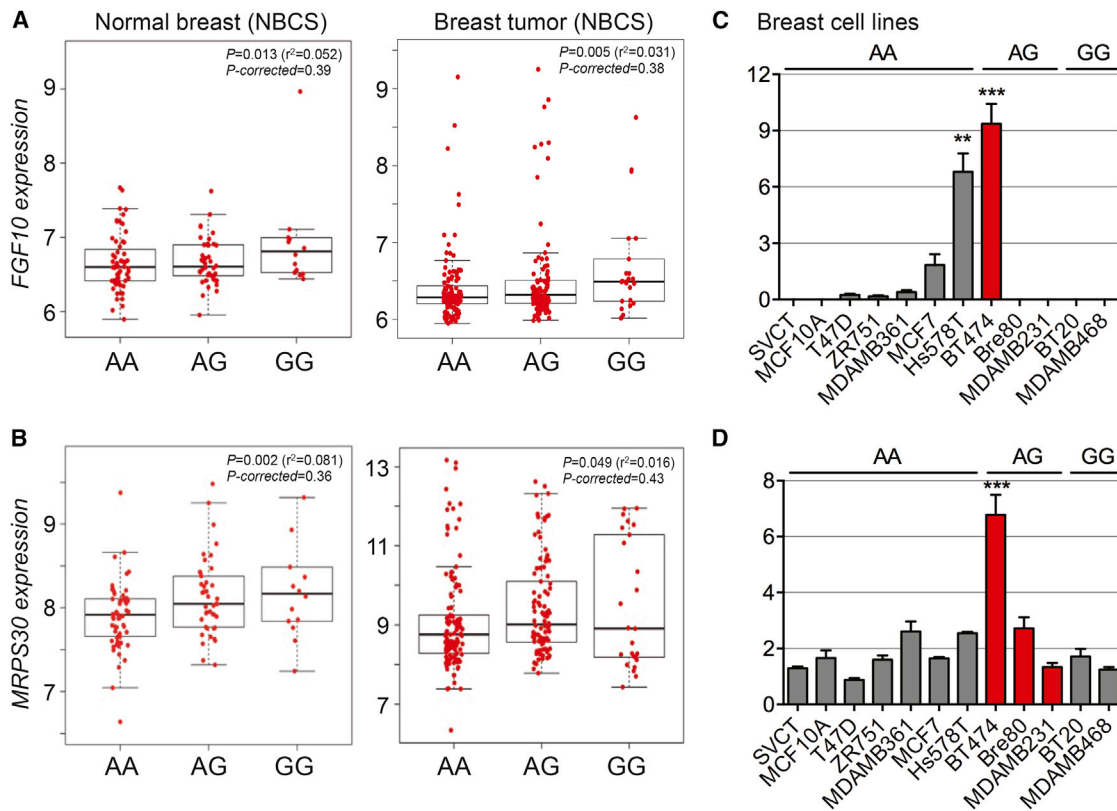 A
Normal breast (NBCS)
Breast tumor (NBCS)
FGF10 expression
P=0.013 (r²=0.052)
P-corrected=0.39
9
8
7
6
AA
AG
GG
P=0.005 (r²=0.031)
P-corrected=0.38
9
8
7
6
AA
AG
GG
B
MRPS30 expression
P=0.002 (r²=0.081)
P-corrected=0.36
9
8
7
AA
AG
GG
P=0.049 (r²=0.016)
P-corrected=0.43
13
11
9
7
AA
AG
GG
C
Breast cell lines
AA
AG
GG
12
9
6
3
0
**
***
SVCT
MCF10A
T47D
ZR751
MDAMB361
MCF7
Hs578T
BT474
Bre80
MDAMB231
BT20
MDAMB468
D
AA
AG
GG
8
6
4
2
0
***
SVCT
MCF10A
T47D
ZR751
MDAMB361
MCF7
Hs578T
BT474
Bre80
MDAMB231
BT20
MDAMB468